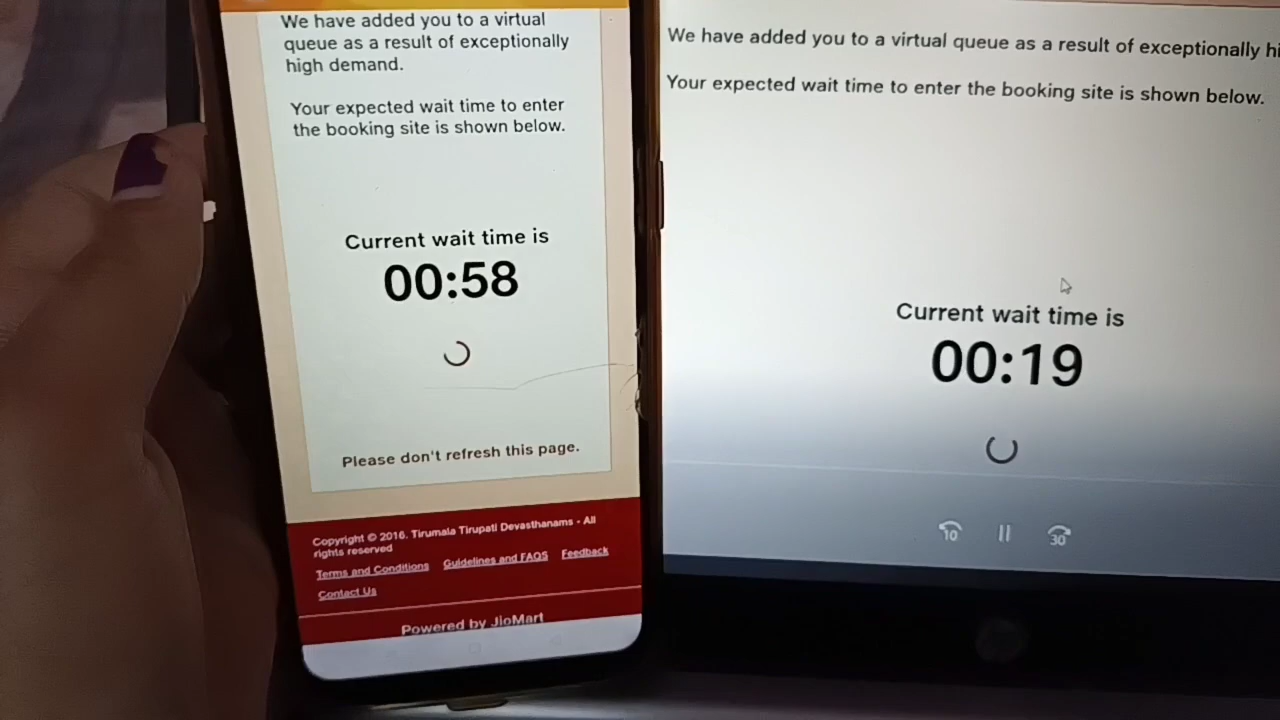 We have added you to a virtual
queue as a result of exceptionally
high demand.
Your expected wait time to enter
the booking site is shown below.
Current wait time is
00:58
Please don't refresh this page.
Copyright © 2016. Tirumala Tirupati Devasthanams - All
rights reserved
Terms and Conditions Guidelines and FAQS Feedback
Contact Us
Powered by JioMart
We have added you to a virtual queue as a result of exceptionally hi
Your expected wait time to enter the booking site is shown below.
Current wait time is
00:19
10 30